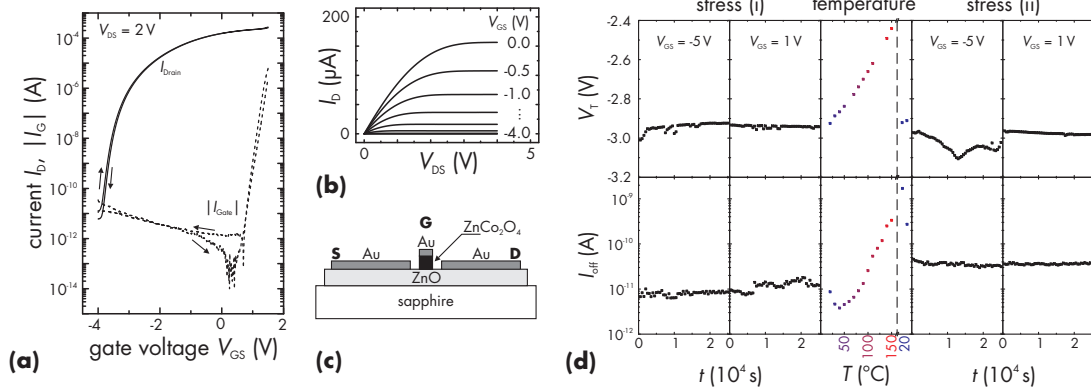 V_DS = 2 V
I_Drain
|I_Gate|
current I_D, |I_G| (A)
10^-4
10^-6
10^-8
10^-10
10^-12
10^-14
-4 -2 0 2
gate voltage V_GS (V)
(a)
I_D (µA)
200
0
V_GS (V)
0.0
-0.5
-1.0
⋮
-4.0
0 5
V_DS (V)
(b)
G
ZnCo2O4
S Au Au Au D
ZnO
sapphire
(c)
stress (i) temperature stress (ii)
V_GS = -5 V V_GS = 1 V V_GS = -5 V V_GS = 1 V
V_T (V)
-2.4
-2.6
-2.8
-3.0
-3.2
I_off (A)
10^-9
10^-10
10^-11
10^-12
0 2 0 2 50 100 150 20 0 2 0 2
(d) t (10^4 s) T (°C) t (10^4 s)